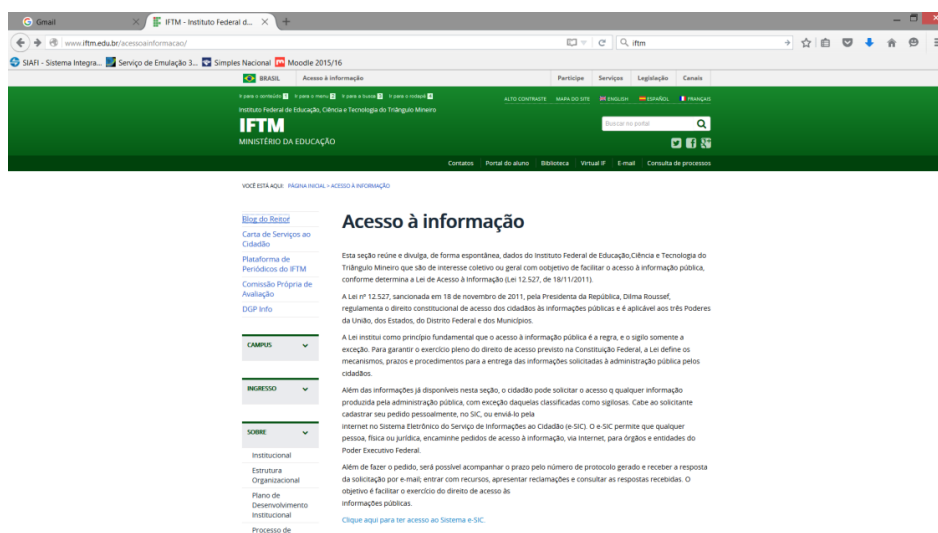 Gmail
IFTM - Instituto Federal d...
www.iftm.edu.br/acessoainformacao/
iftm
SIAFI - Sistema Integra... Serviço de Emulação 3... Simples Nacional Moodle 2015/16
BRASIL Acesso à informação Participe Serviços Legislação Canais
Ir para o conteúdo 1 Ir para o menu 2 Ir para a busca 3 Ir para o rodapé 4
ALTO CONTRASTE MAPA DO SITE ENGLISH ESPAÑOL FRANÇAIS
Instituto Federal de Educação, Ciência e Tecnologia do Triângulo Mineiro
IFTM
Buscar no portal
MINISTÉRIO DA EDUCAÇÃO
Contatos Portal do aluno Biblioteca Virtual IF E-mail Consulta de processos
VOCÊ ESTÁ AQUI: PÁGINA INICIAL > ACESSO À INFORMAÇÃO
Blog do Reitor
Carta de Serviços ao
Cidadão
Plataforma de
Periódicos do IFTM
Comissão Própria de
Avaliação
DGP Info
CAMPUS
INGRESSO
SOBRE
Institucional
Estrutura
Organizacional
Plano de
Desenvolvimento
Institucional
Processo de
Acesso à informação
Esta seção reúne e divulga, de forma espontânea, dados do Instituto Federal de Educação,Ciência e Tecnologia do
Triângulo Mineiro que são de interesse coletivo ou geral com oobjetivo de facilitar o acesso à informação pública,
conforme determina a Lei de Acesso à Informação (Lei 12.527, de 18/11/2011).
A Lei nº 12.527, sancionada em 18 de novembro de 2011, pela Presidenta da República, Dilma Roussef,
regulamenta o direito constitucional de acesso dos cidadãos às informações públicas e é aplicável aos três Poderes
da União, dos Estados, do Distrito Federal e dos Municípios.
A Lei institui como princípio fundamental que o acesso à informação pública é a regra, e o sigilo somente a
exceção. Para garantir o exercício pleno do direito de acesso previsto na Constituição Federal, a Lei define os
mecanismos, prazos e procedimentos para a entrega das informações solicitadas à administração pública pelos
cidadãos.
Além das informações já disponíveis nesta seção, o cidadão pode solicitar o acesso q qualquer informação
produzida pela administração pública, com exceção daquelas classificadas como sigilosas. Cabe ao solicitante
cadastrar seu pedido pessoalmente, no SIC, ou enviá-lo pela
internet no Sistema Eletrônico do Serviço de Informações ao Cidadão (e-SIC). O e-SIC permite que qualquer
pessoa, física ou jurídica, encaminhe pedidos de acesso à informação, via Internet, para órgãos e entidades do
Poder Executivo Federal.
Além de fazer o pedido, será possível acompanhar o prazo pelo número de protocolo gerado e receber a resposta
da solicitação por e-mail; entrar com recursos, apresentar reclamações e consultar as respostas recebidas. O
objetivo é facilitar o exercício do direito de acesso às
informações públicas.
Clique aqui para ter acesso ao Sistema e-SIC.